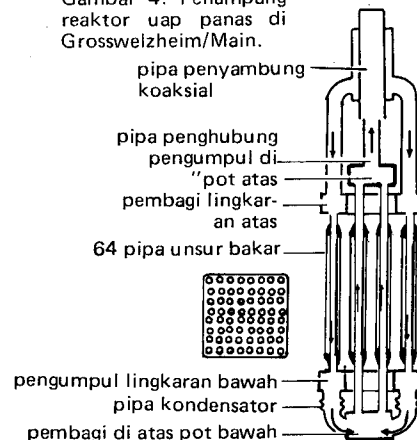 Gambar 4. Penampung
reaktor uap panas di
Grosswelzheim/Main.
pipa penyambung
koaksial
pipa penghubung
pengumpul di
"pot atas
pembagi lingkar-
an atas
64 pipa unsur bakar
pengumpul lingkaran bawah
pipa kondensator
pembagi di atas pot bawah